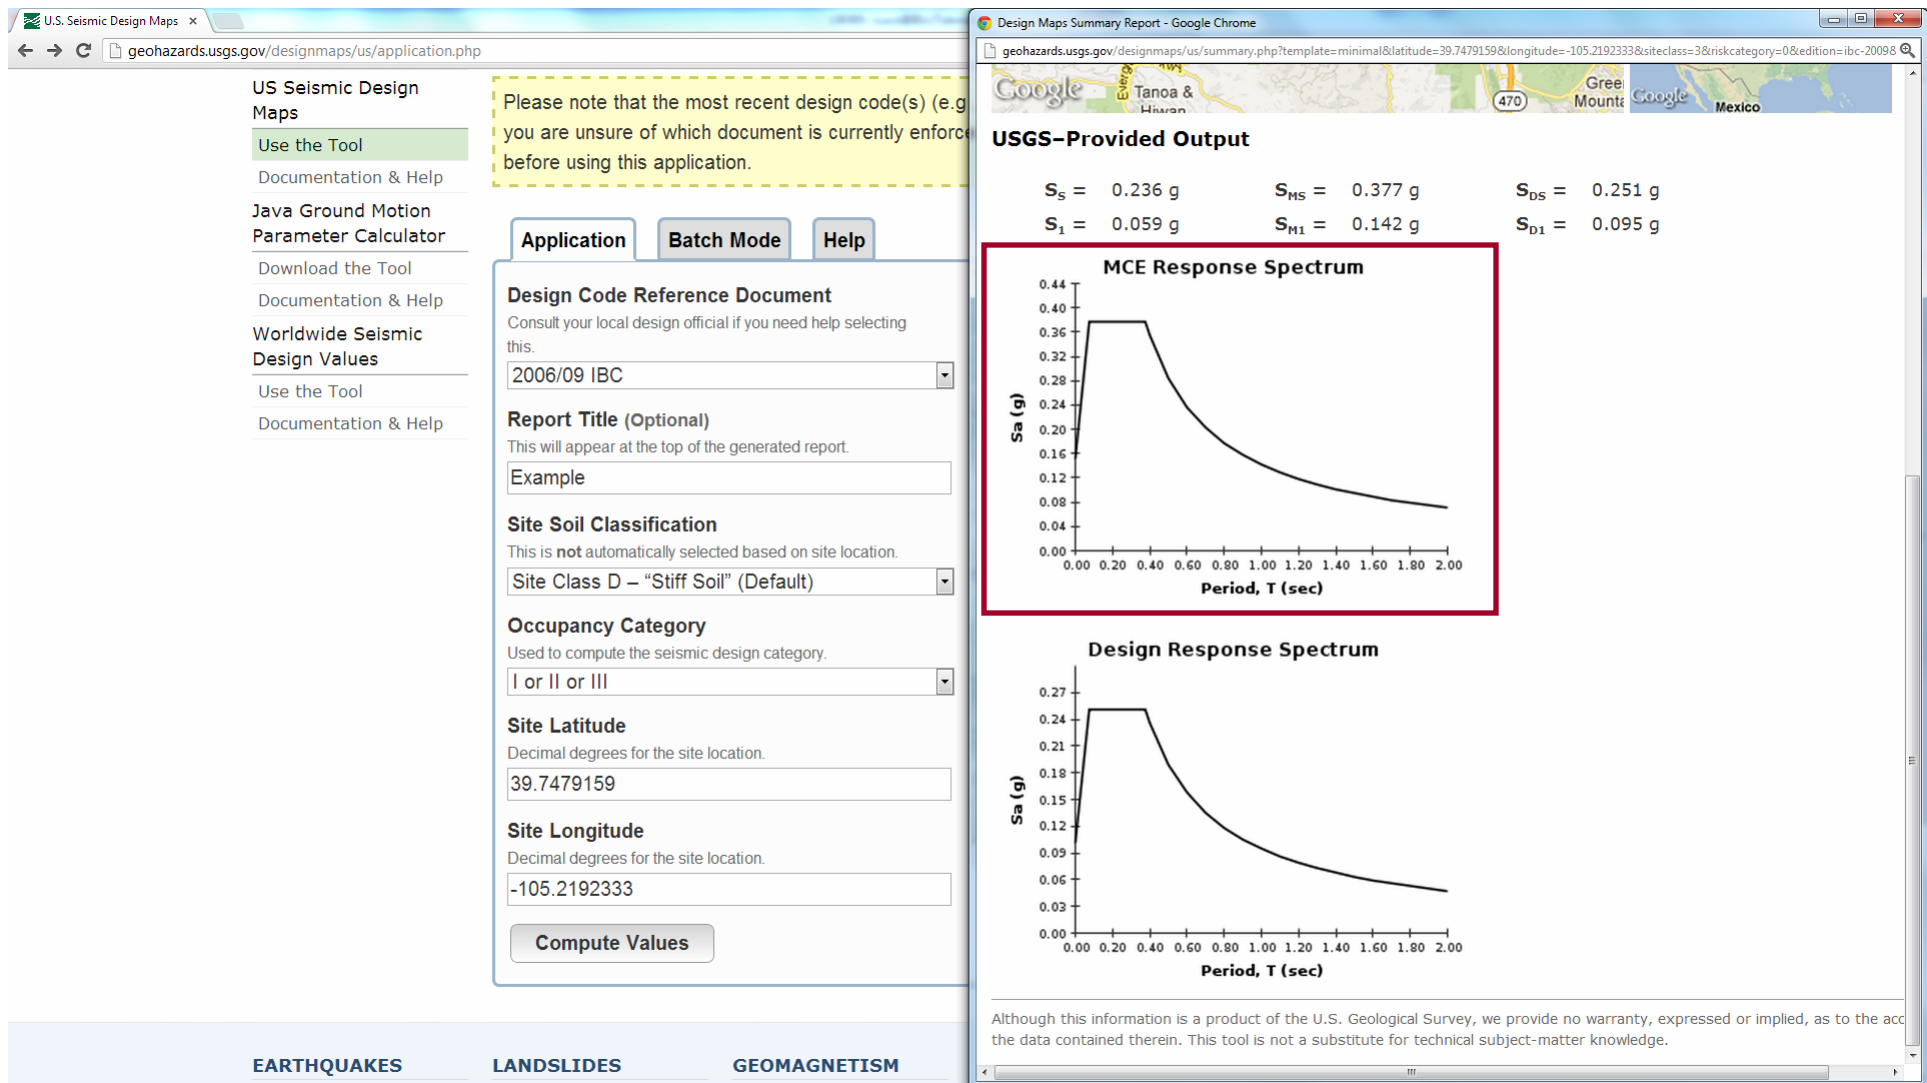 U.S. Seismic Design Maps ×
geohazards.usgs.gov/designmaps/us/application.php
US Seismic Design
Maps
Use the Tool
Documentation & Help
Java Ground Motion
Parameter Calculator
Download the Tool
Documentation & Help
Worldwide Seismic
Design Values
Use the Tool
Documentation & Help
Please note that the most recent design code(s) (e.g
you are unsure of which document is currently enforce
before using this application.
Application Batch Mode Help
Design Code Reference Document
Consult your local design official if you need help selecting
this.
2006/09 IBC
Report Title (Optional)
This will appear at the top of the generated report.
Example
Site Soil Classification
This is not automatically selected based on site location.
Site Class D – “Stiff Soil” (Default)
Occupancy Category
Used to compute the seismic design category.
I or II or III
Site Latitude
Decimal degrees for the site location.
39.7479159
Site Longitude
Decimal degrees for the site location.
-105.2192333
Compute Values
EARTHQUAKES LANDSLIDES GEOMAGNETISM
Design Maps Summary Report - Google Chrome
geohazards.usgs.gov/designmaps/us/summary.php?template=minimal&latitude=39.7479159&longitude=-105.2192333&siteclass=3&riskcategory=0&edition=ibc-2009&
Google Tanoa & Hiwan 470 Gree Mounta Google Mexico
USGS–Provided Output
S_S = 0.236 g S_MS = 0.377 g S_DS = 0.251 g
S_1 = 0.059 g S_M1 = 0.142 g S_D1 = 0.095 g
MCE Response Spectrum
0.44
0.40
0.36
0.32
0.28
0.24
0.20
0.16
0.12
0.08
0.04
0.00
Sa (g)
0.00 0.20 0.40 0.60 0.80 1.00 1.20 1.40 1.60 1.80 2.00
Period, T (sec)
Design Response Spectrum
0.27
0.24
0.21
0.18
0.15
0.12
0.09
0.06
0.03
0.00
Sa (g)
0.00 0.20 0.40 0.60 0.80 1.00 1.20 1.40 1.60 1.80 2.00
Period, T (sec)
Although this information is a product of the U.S. Geological Survey, we provide no warranty, expressed or implied, as to the acc
the data contained therein. This tool is not a substitute for technical subject-matter knowledge.